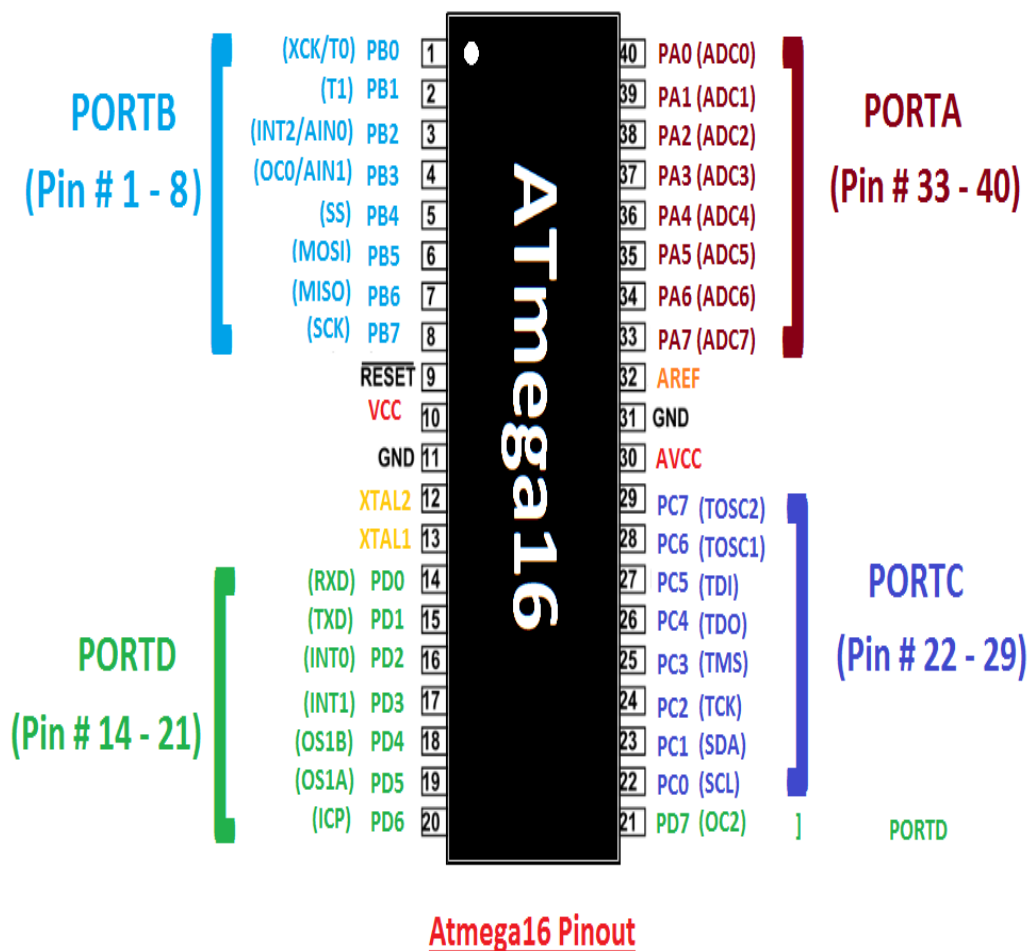 (XCK/T0) PB0 1
(T1) PB1 2
(INT2/AIN0) PB2 3
(OC0/AIN1) PB3 4
(SS) PB4 5
(MOSI) PB5 6
(MISO) PB6 7
(SCK) PB7 8
RESET 9
VCC 10
GND 11
XTAL2 12
XTAL1 13
(RXD) PD0 14
(TXD) PD1 15
(INT0) PD2 16
(INT1) PD3 17
(OS1B) PD4 18
(OS1A) PD5 19
(ICP) PD6 20
PORTB
(Pin # 1 - 8)
PORTD
(Pin # 14 - 21)
ATmega16
40 PA0 (ADC0)
39 PA1 (ADC1)
38 PA2 (ADC2)
37 PA3 (ADC3)
36 PA4 (ADC4)
35 PA5 (ADC5)
34 PA6 (ADC6)
33 PA7 (ADC7)
32 AREF
31 GND
30 AVCC
29 PC7 (TOSC2)
28 PC6 (TOSC1)
27 PC5 (TDI)
26 PC4 (TDO)
25 PC3 (TMS)
24 PC2 (TCK)
23 PC1 (SDA)
22 PC0 (SCL)
21 PD7 (OC2) ] PORTD
PORTA
(Pin # 33 - 40)
PORTC
(Pin # 22 - 29)
Atmega16 Pinout